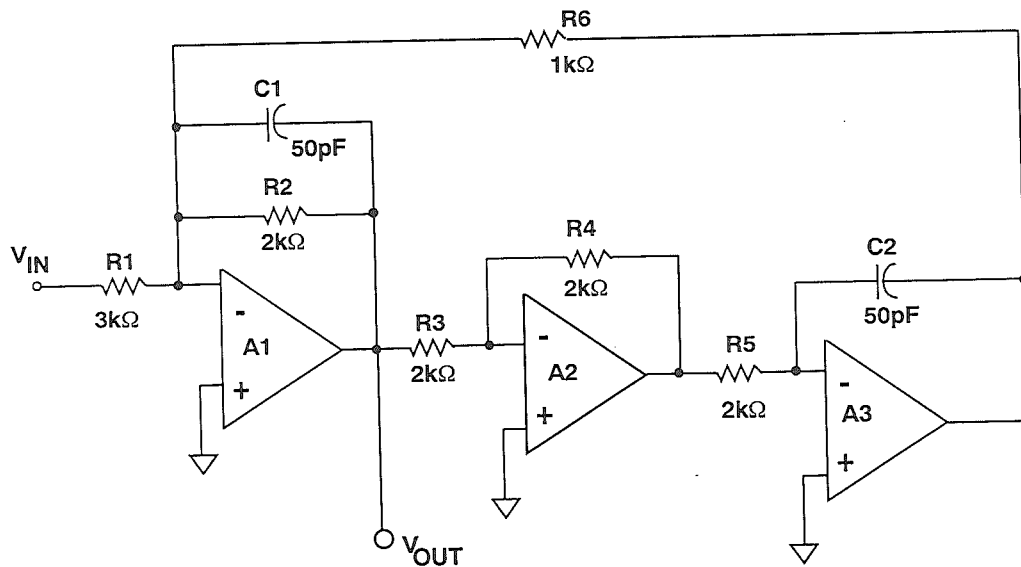 R6
1kΩ
C1
50pF
R2
2kΩ
VIN
R1
3kΩ
-
A1
+
R3
2kΩ
R4
2kΩ
-
A2
+
R5
2kΩ
C2
50pF
-
A3
+
VOUT